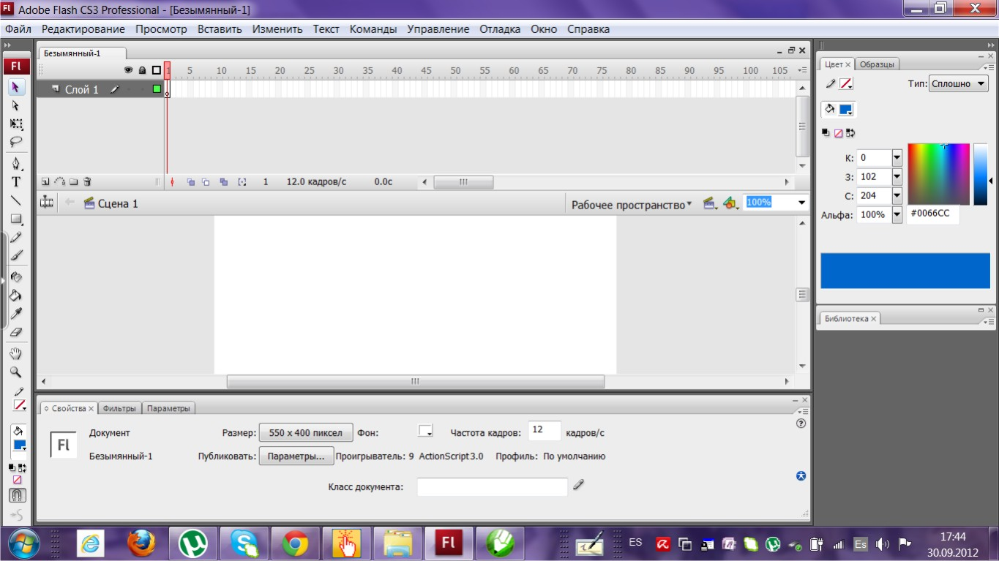 Adobe Flash CS3 Professional - [Безымянный-1]
Файл Редактирование Просмотр Вставить Изменить Текст Команды Управление Отладка Окно Справка
Безымянный-1
1 5 10 15 20 25 30 35 40 45 50 55 60 65 70 75 80 85 90 95 100 105
Слой 1
1 12.0 кадров/с 0.0с
Сцена 1 Рабочее пространство 100%
Fl
T
Цвет Образцы
Тип: Сплошно
К: 0
З: 102
С: 204
Альфа: 100% #0066CC
Библиотека
Свойства Фильтры Параметры
Fl
Документ Размер: 550 x 400 пиксел Фон: Частота кадров: 12 кадров/с
Безымянный-1 Публиковать: Параметры... Проигрыватель: 9 ActionScript 3.0 Профиль: По умолчанию
Класс документа:
Fl ES Es 17:44
30.09.2012